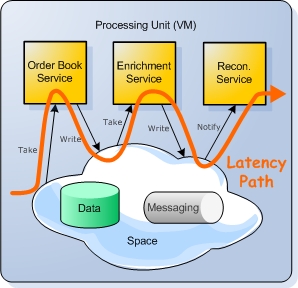 Processing Unit (VM)
Order Book
Service
Enrichment
Service
Recon.
Service
Take
Write
Take
Write
Notify
Latency
Path
Data
Messaging
Space